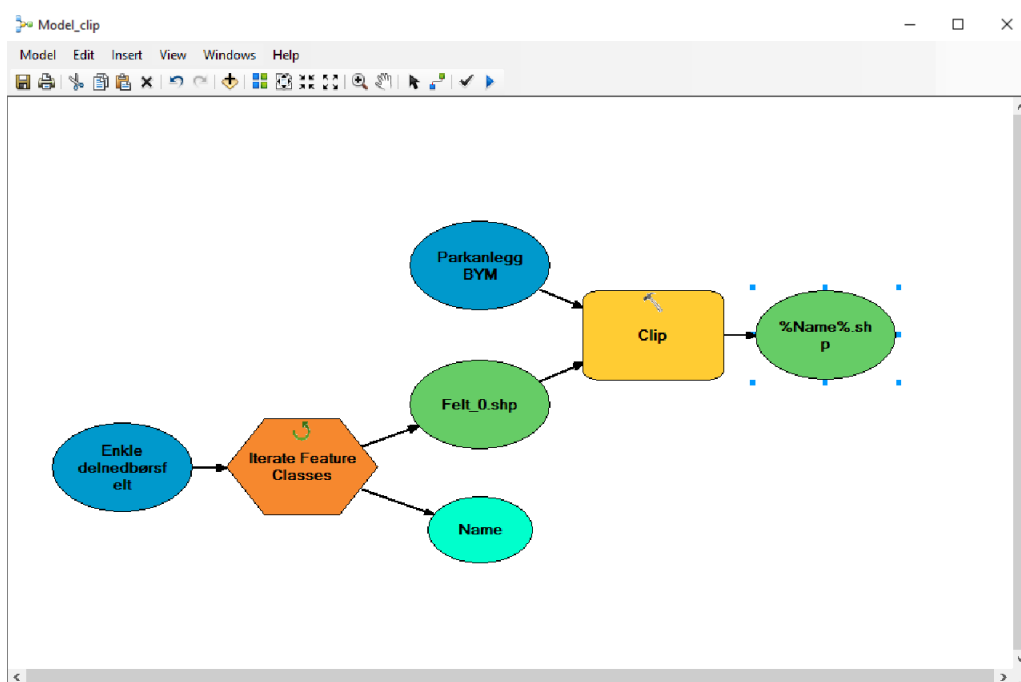 Model_clip
Model Edit Insert View Windows Help
Parkanlegg
BYM
Clip
%Name%.sh
p
Felt_0.shp
Enkle
delnedbørsf
elt
Iterate Feature
Classes
Name